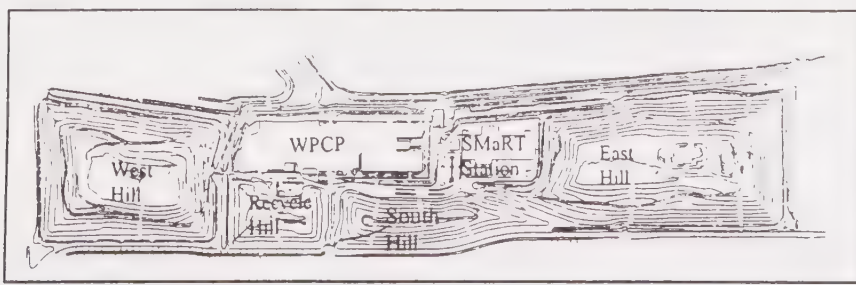 WPCP
SMaRT
Station
East
Hill
West
Hill
Recycle
Hill
South
Hill